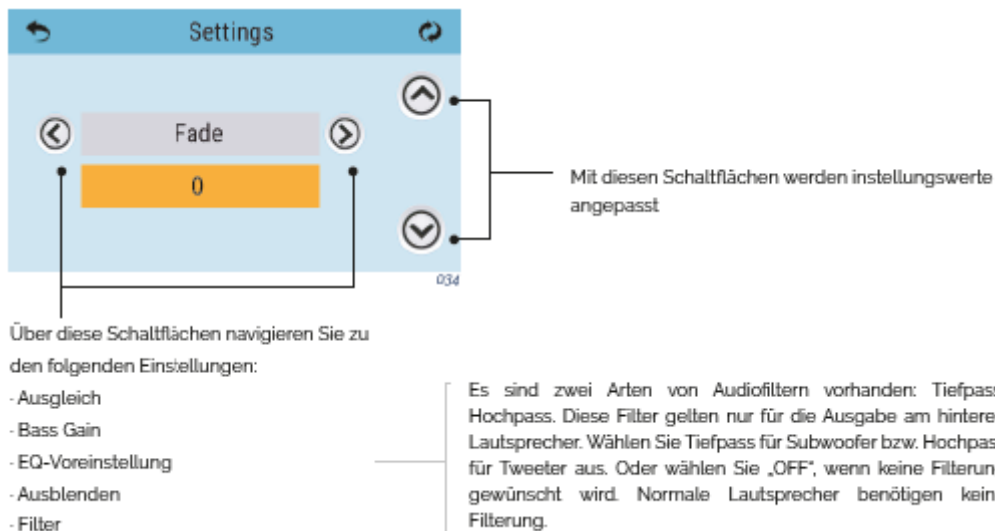 Settings
Fade
0
Mit diesen Schaltflächen werden instellungswerte
angepasst
034
Über diese Schaltflächen navigieren Sie zu
den folgenden Einstellungen:
· Ausgleich
· Bass Gain
· EQ-Voreinstellung
· Ausblenden
· Filter
Es sind zwei Arten von Audiofiltern vorhanden: Tiefpass
Hochpass. Diese Filter gelten nur für die Ausgabe am hintere
Lautsprecher. Wählen Sie Tiefpass für Subwoofer bzw. Hochpas
für Tweeter aus. Oder wählen Sie „OFF", wenn keine Filterun
gewünscht wird. Normale Lautsprecher benötigen kein
Filterung.